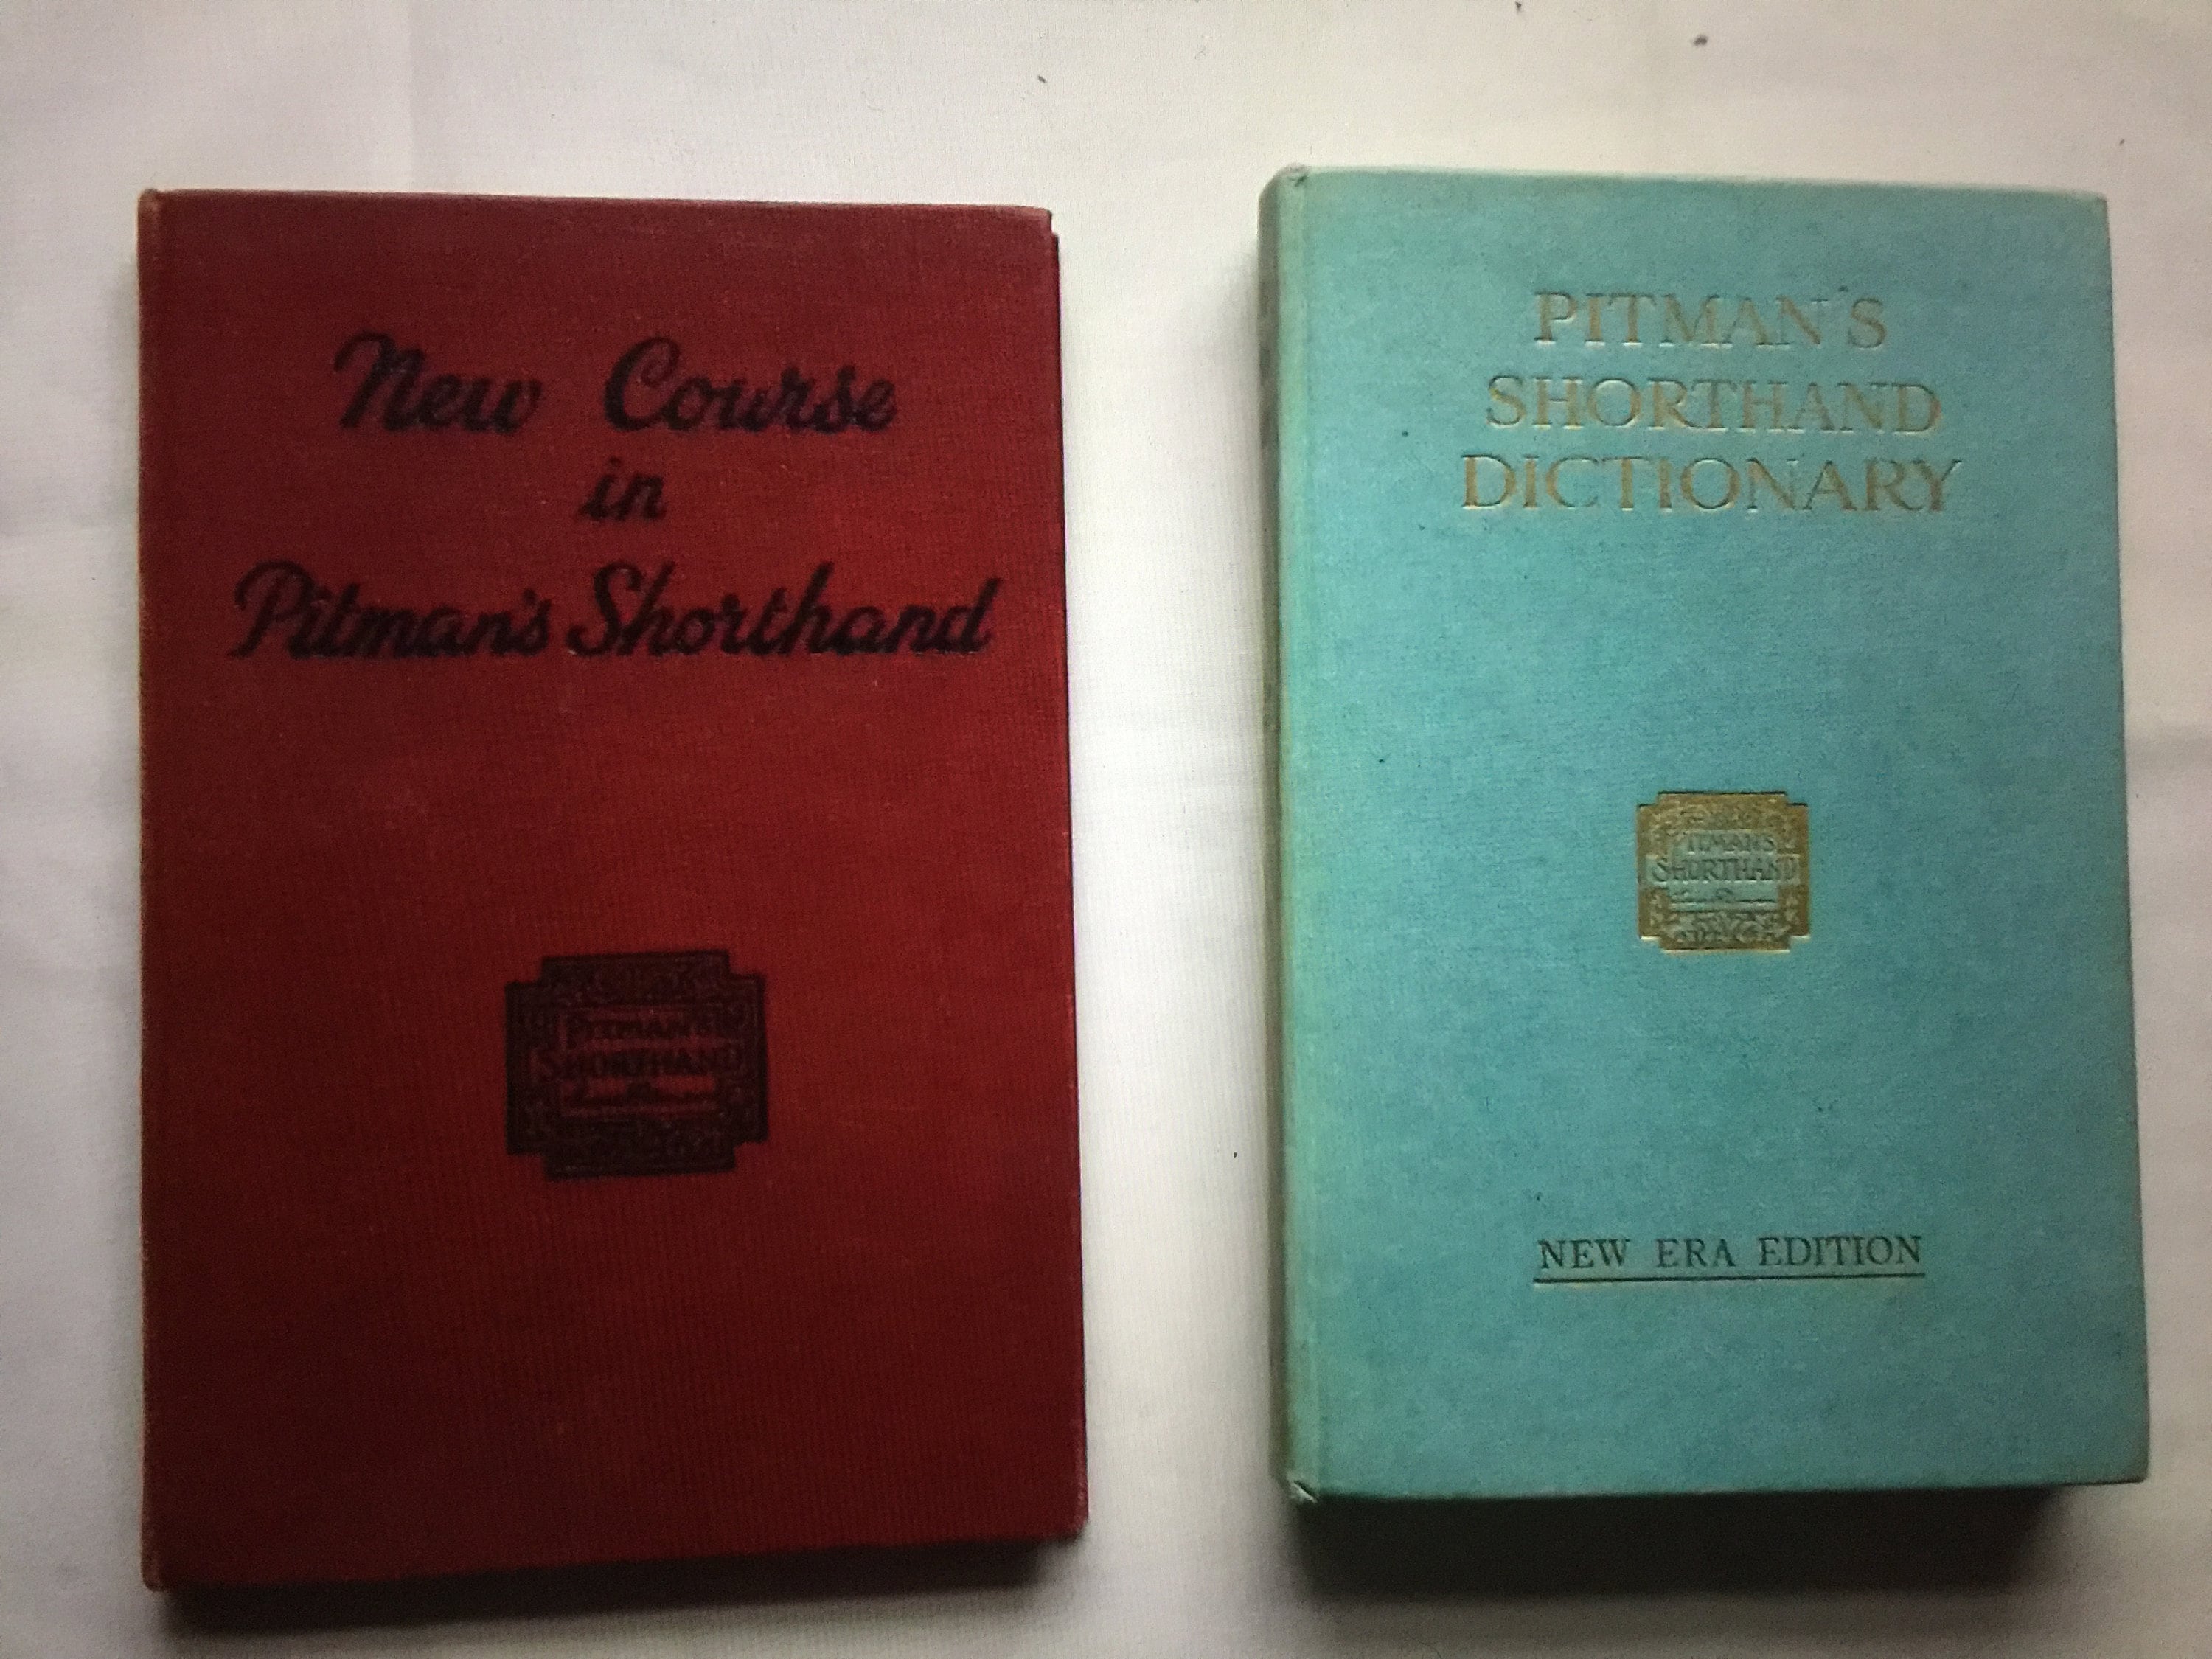 New Course
in
Pitman's Shorthand
PITMAN'S
SHORTHAND
PITMAN'S
SHORTHAND
DICTIONARY
PITMAN'S
SHORTHAND
NEW ERA EDITION